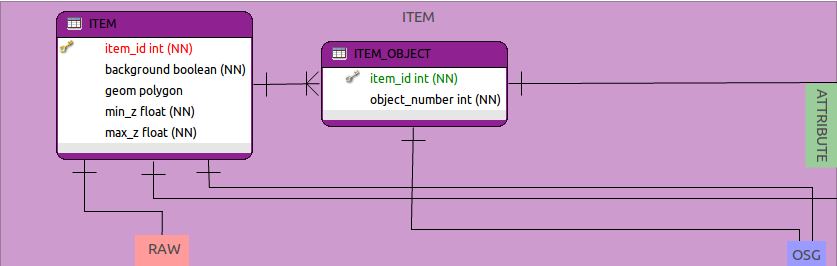 ITEM
ITEM
item_id int (NN)
background boolean (NN)
geom polygon
min_z float (NN)
max_z float (NN)
ITEM_OBJECT
item_id int (NN)
object_number int (NN)
ATTRIBUTE
RAW
OSG